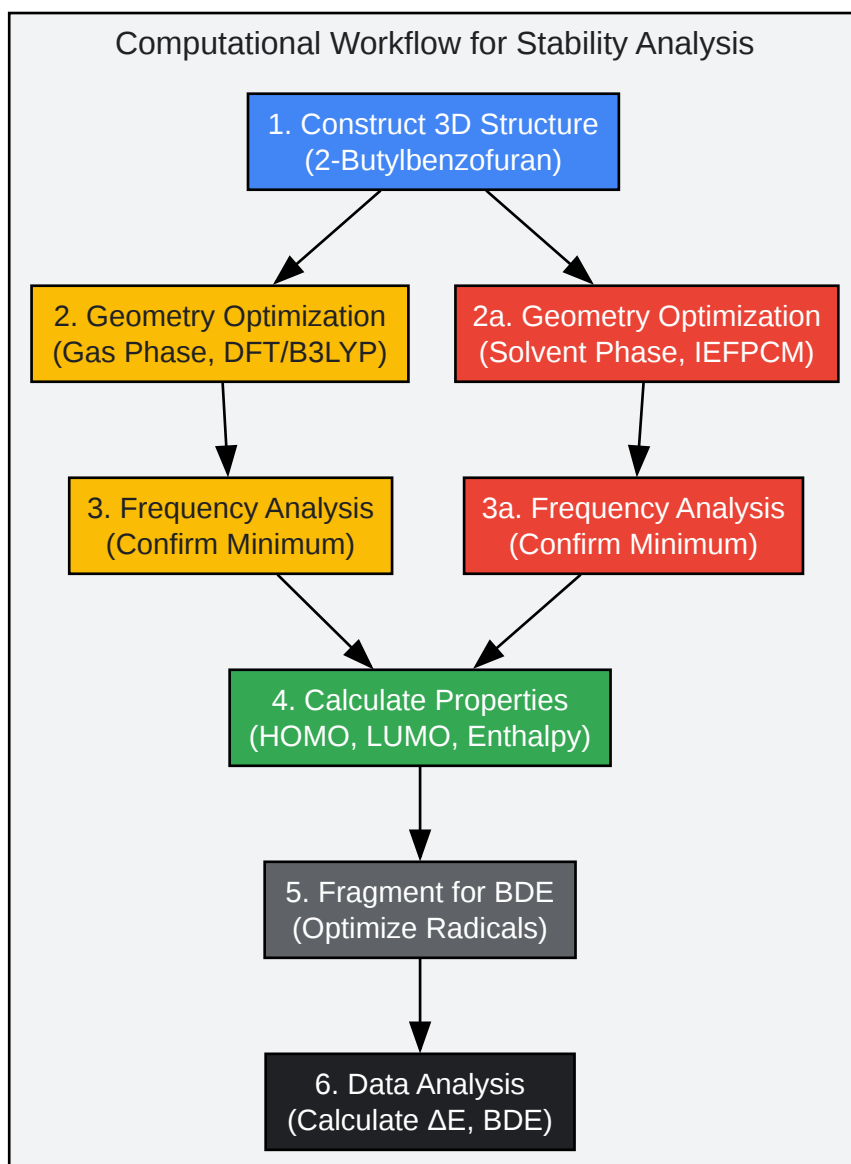 Computational Workflow for Stability Analysis
1. Construct 3D Structure
(2-Butylbenzofuran)
2. Geometry Optimization
(Gas Phase, DFT/B3LYP)
2a. Geometry Optimization
(Solvent Phase, IEFPCM)
3. Frequency Analysis
(Confirm Minimum)
3a. Frequency Analysis
(Confirm Minimum)
4. Calculate Properties
(HOMO, LUMO, Enthalpy)
5. Fragment for BDE
(Optimize Radicals)
6. Data Analysis
(Calculate ΔE, BDE)